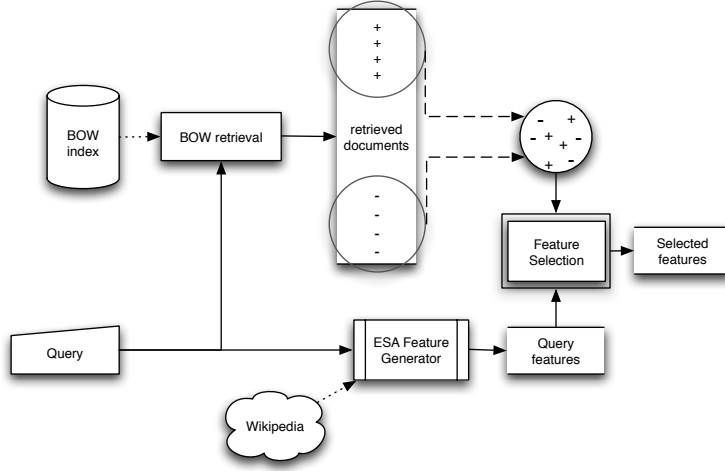 +
+
+
+
BOW
index
BOW retrieval
retrieved
documents
- +
- + -
+
+ -
-
-
-
-
Feature
Selection
Selected
features
Query
ESA Feature
Generator
Query
features
Wikipedia